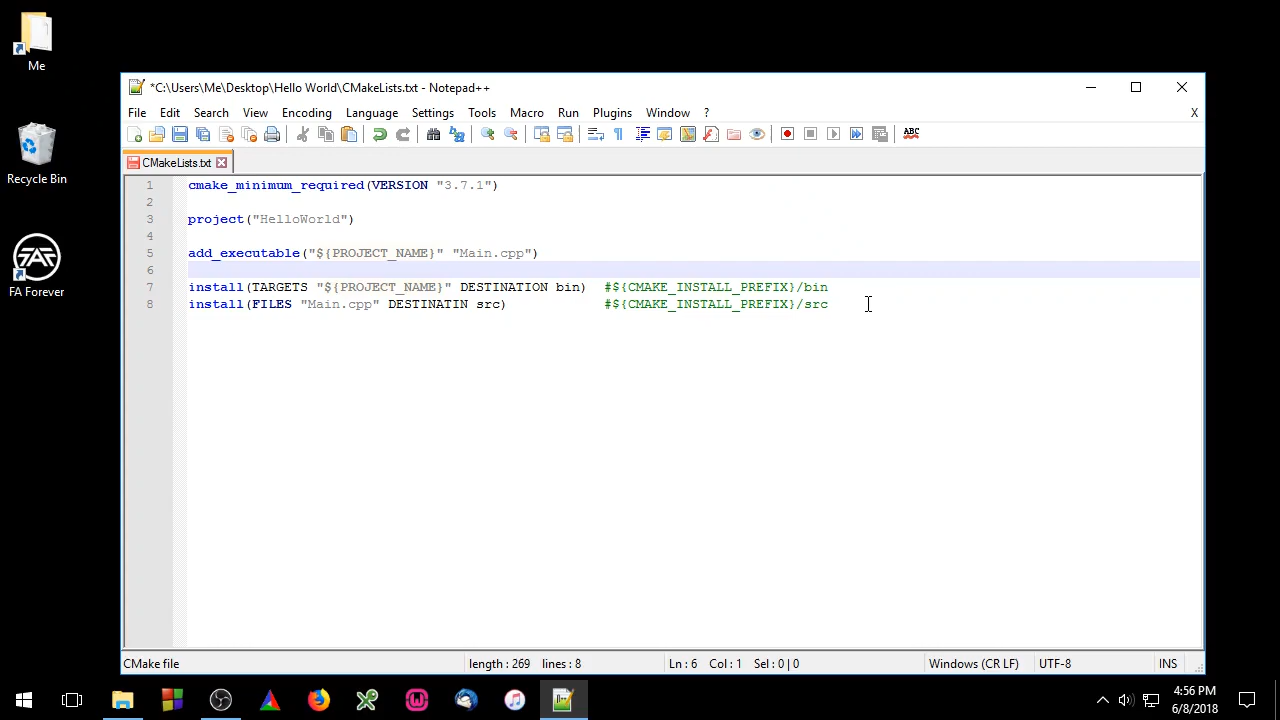 Me
Recycle Bin
FA Forever
*C:\Users\Me\Desktop\Hello World\CMakeLists.txt - Notepad++
File Edit Search View Encoding Language Settings Tools Macro Run Plugins Window ? X
ABC
CMakeLists.txt
1 cmake_minimum_required(VERSION "3.7.1")
2
3 project("HelloWorld")
4
5 add_executable("${PROJECT_NAME}" "Main.cpp")
6
7 install(TARGETS "${PROJECT_NAME}" DESTINATION bin) #${CMAKE_INSTALL_PREFIX}/bin
8 install(FILES "Main.cpp" DESTINATIN src) #${CMAKE_INSTALL_PREFIX}/src
CMake file length : 269 lines : 8 Ln : 6 Col : 1 Sel : 0 | 0 Windows (CR LF) UTF-8 INS
4:56 PM
6/8/2018